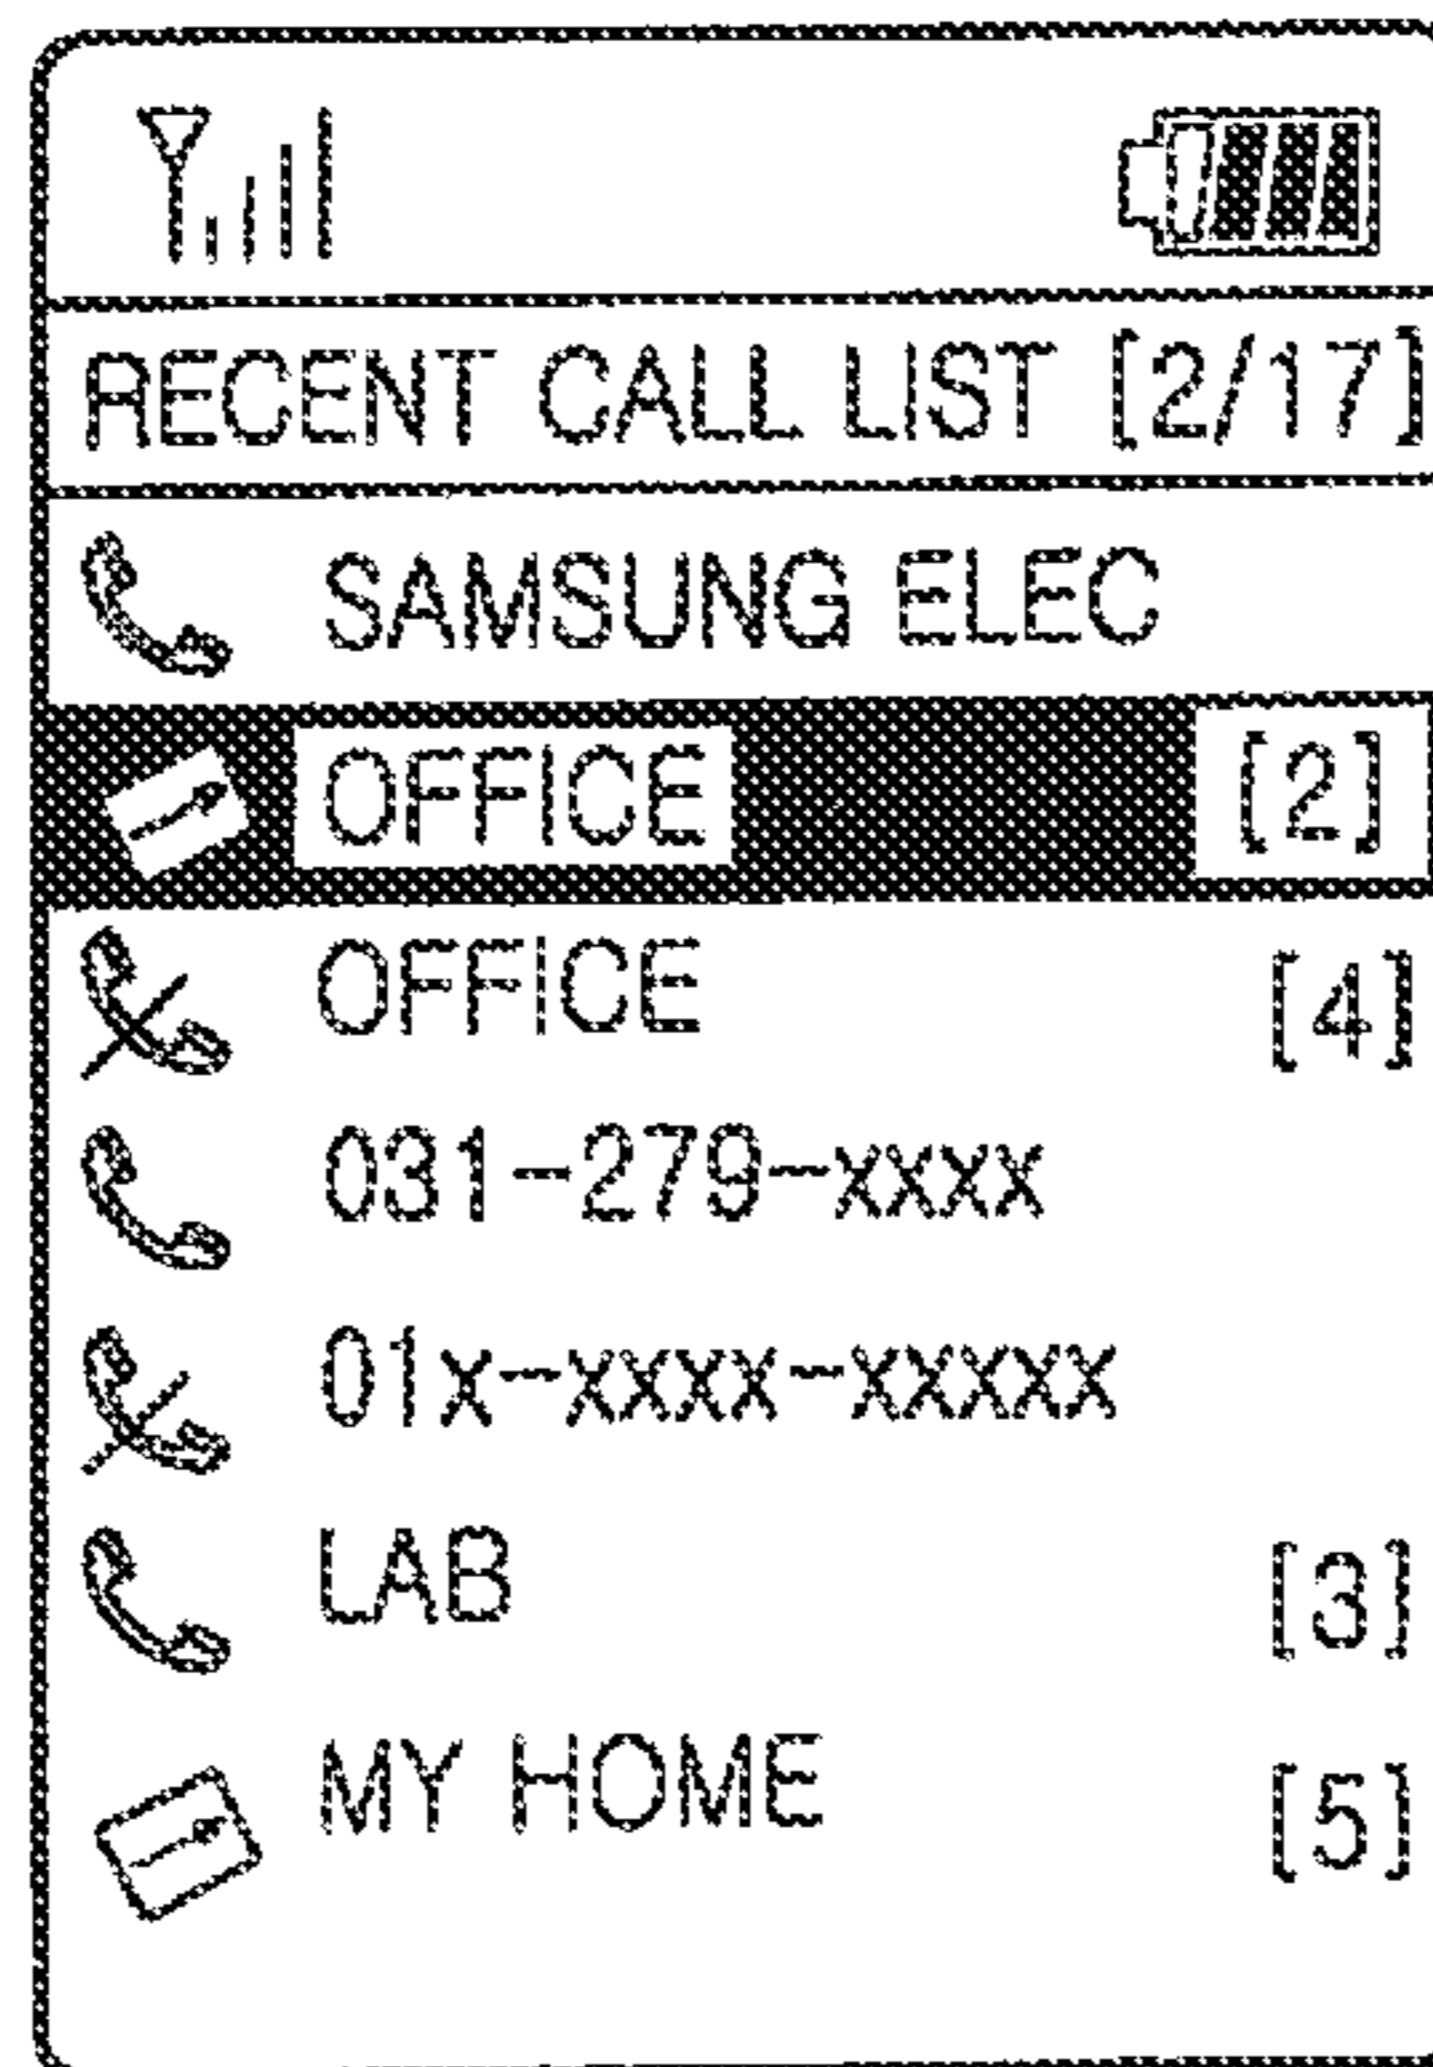 RECENT CALL LIST [2/17]
SAMSUNG ELEC
OFFICE [2]
OFFICE [4]
031-279-xxxx
01x-xxxx-xxxxx
LAB [3]
MY HOME [5]